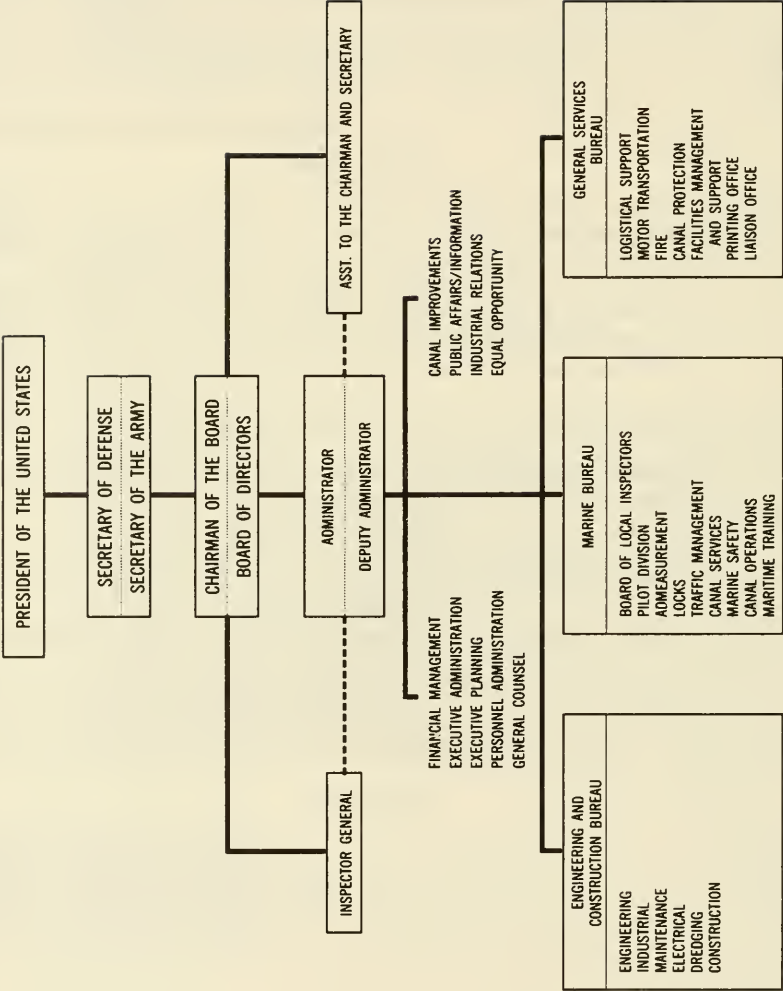 PRESIDENT OF THE UNITED STATES
SECRETARY OF DEFENSE
SECRETARY OF THE ARMY
CHAIRMAN OF THE BOARD
BOARD OF DIRECTORS
INSPECTOR GENERAL
ADMINISTRATOR
DEPUTY ADMINISTRATOR
ASST. TO THE CHAIRMAN AND SECRETARY
FINANCIAL MANAGEMENT
EXECUTIVE ADMINISTRATION
EXECUTIVE PLANNING
PERSONNEL ADMINISTRATION
GENERAL COUNSEL
CANAL IMPROVEMENTS
PUBLIC AFFAIRS/INFORMATION
INDUSTRIAL RELATIONS
EQUAL OPPORTUNITY
ENGINEERING AND
CONSTRUCTION BUREAU
ENGINEERING
INDUSTRIAL
MAINTENANCE
ELECTRICAL
DREDGING
CONSTRUCTION
MARINE BUREAU
BOARD OF LOCAL INSPECTORS
PILOT DIVISION
ADMEASUREMENT
LOCKS
TRAFFIC MANAGEMENT
CANAL SERVICES
MARINE SAFETY
CANAL OPERATIONS
MARITIME TRAINING
GENERAL SERVICES
BUREAU
LOGISTICAL SUPPORT
MOTOR TRANSPORTATION
FIRE
CANAL PROTECTION
FACILITIES MANAGEMENT
AND SUPPORT
PRINTING OFFICE
LIAISON OFFICE